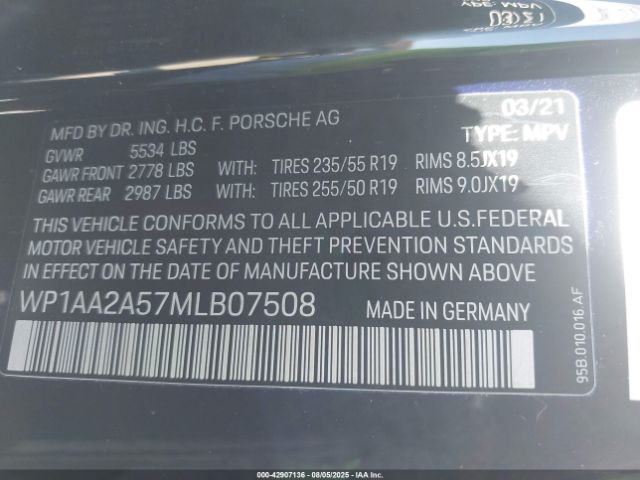 03/21
MFD BY DR. ING. H.C. F. PORSCHE AG
TYPE: MPV
GVWR 5534 LBS
GAWR FRONT 2778 LBS WITH: TIRES 235/55 R19 RIMS 8.5JX19
GAWR REAR 2987 LBS WITH: TIRES 255/50 R19 RIMS 9.0JX19
THIS VEHICLE CONFORMS TO ALL APPLICABLE U.S.FEDERAL
MOTOR VEHICLE SAFETY AND THEFT PREVENTION STANDARDS
IN EFFECT ON THE DATE OF MANUFACTURE SHOWN ABOVE
WP1AA2A57MLB07508 MADE IN GERMANY
95B.010.016.AF
000-42907136 - 08/05/2025 - IAA Inc.